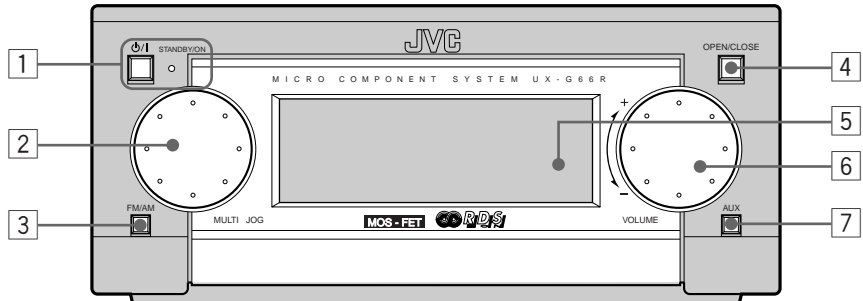 JVC
1
⏻/I STANDBY/ON
OPEN/CLOSE
4
MICRO COMPONENT SYSTEM UX-G66R
+
5
2
6
–
FM/AM
AUX
3
MULTI JOG
MOS-FET
RDS
VOLUME
7